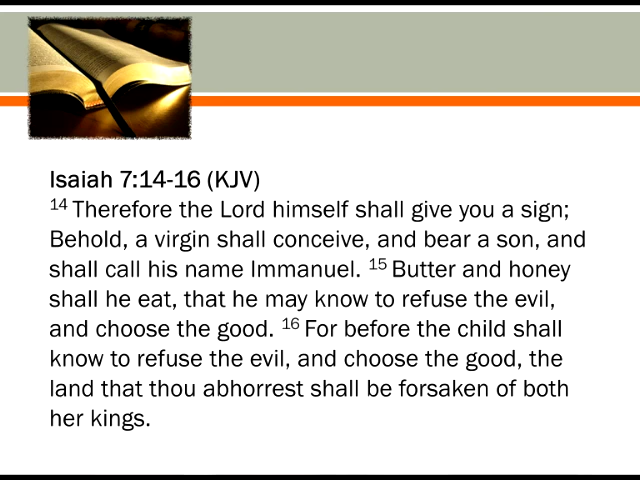 Isaiah 7:14-16 (KJV)
14 Therefore the Lord himself shall give you a sign;
Behold, a virgin shall conceive, and bear a son, and
shall call his name Immanuel. 15 Butter and honey
shall he eat, that he may know to refuse the evil,
and choose the good. 16 For before the child shall
know to refuse the evil, and choose the good, the
land that thou abhorrest shall be forsaken of both
her kings.